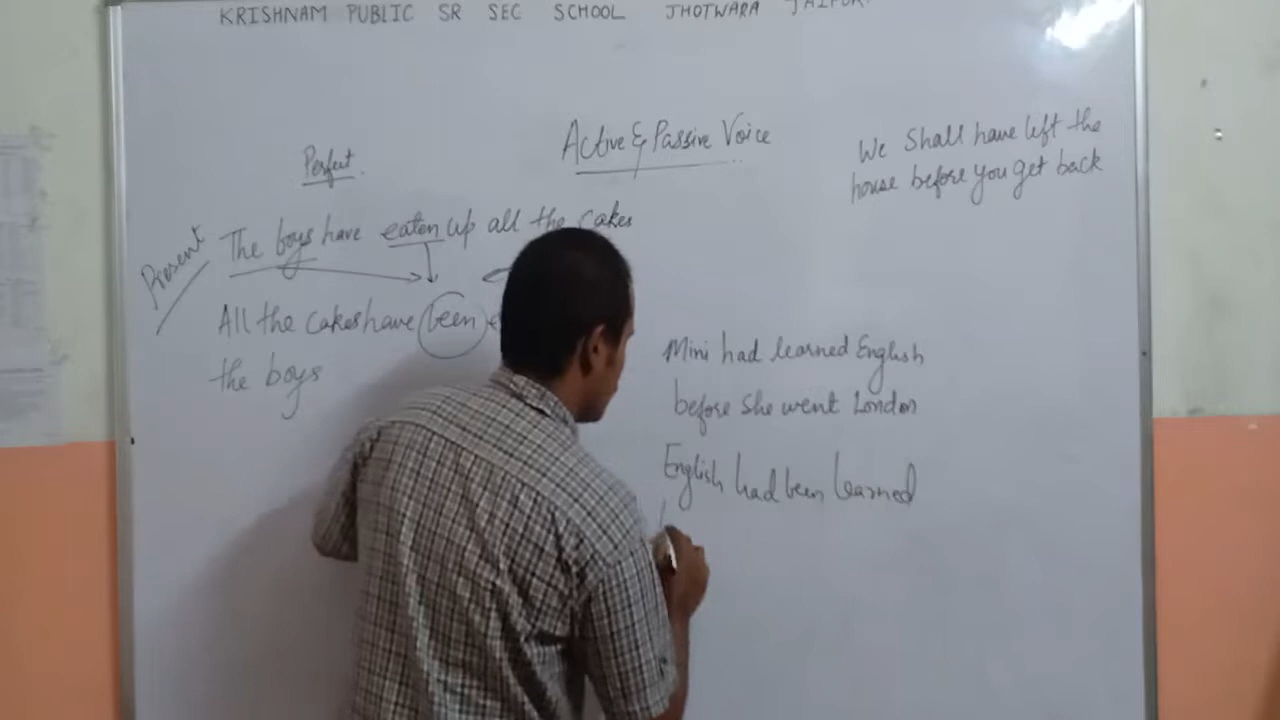 KRISHNAM PUBLIC SR SEC SCHOOL JHOTWARA JAIPUR
Active & Passive Voice
Perfect
Present
The boys have eaten up all the cakes
All the cakes have been
the boys
We Shall have left the
house before you get back
Mini had learned English
before She went London
English had been learned